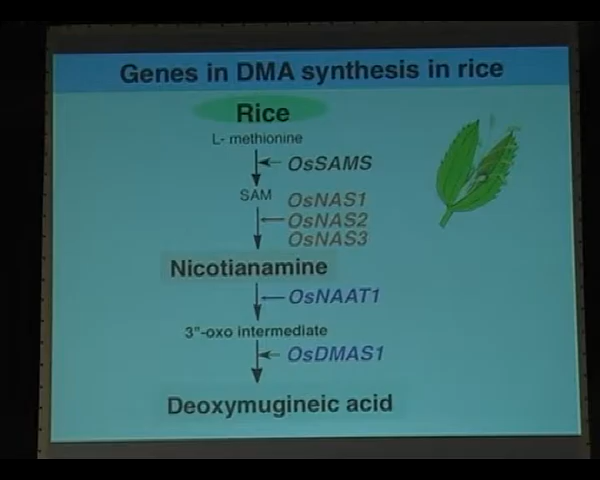 Genes in DMA synthesis in rice
Rice
L- methionine
OsSAMS
SAM
OsNAS1
OsNAS2
OsNAS3
Nicotianamine
OsNAAT1
3"-oxo intermediate
OsDMAS1
Deoxymugineic acid